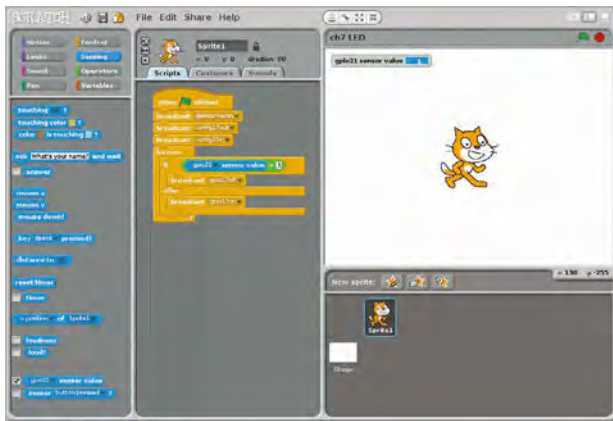 SCRATCH File Edit Share Help
Motion Control
Looks Sensing
Sound Operators
Pen Variables
touching ?
touching color ?
color is touching ?
ask What's your name? and wait
answer
mouse x
mouse y
mouse down?
key pressed?
distance to
reset timer
timer
x position of Sprite1
loudness
loud?
gpio21 sensor value
sensor button pressed ?
Sprite1
x: 0 y: 0 direction: 90
Scripts Costumes Sounds
when clicked
broadcast
broadcast
broadcast
forever
if gpio21 sensor value = 1
broadcast
else
broadcast
ch7 LED
gpio21 sensor value
New sprite:
x: 130 y: -255
Sprite1
Stage